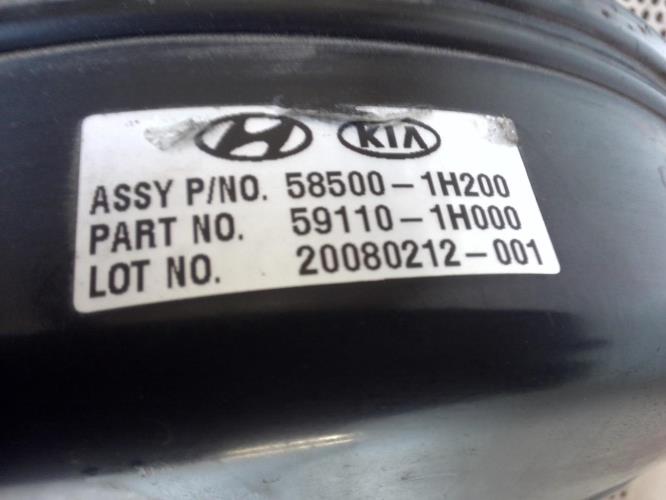 KIA
ASSY P/NO. 58500-1H200
PART NO. 59110-1H000
LOT NO. 20080212-001